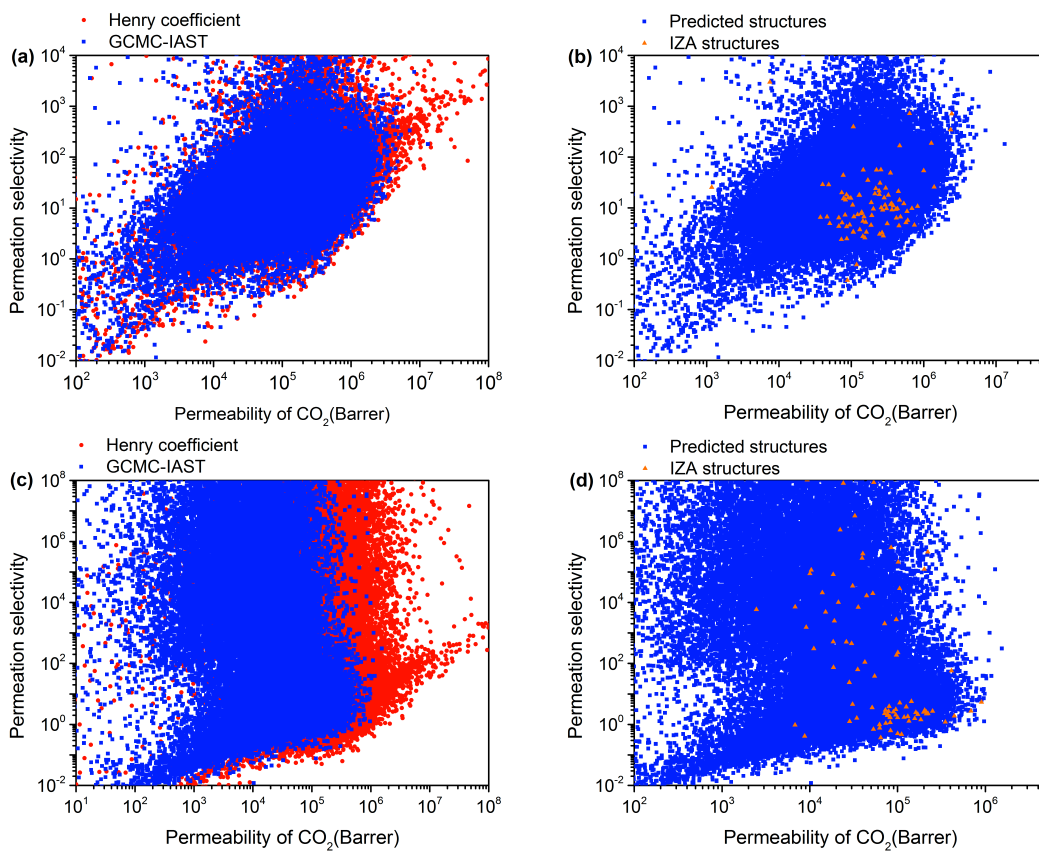 Henry coefficient
GCMC-IAST
(a)
10^4
10^3
10^2
10^1
10^0
10^-1
10^-2
Permeation selectivity
10^2 10^3 10^4 10^5 10^6 10^7 10^8
Permeability of CO₂(Barrer)
Predicted structures
IZA structures
(b)
10^4
10^3
10^2
10^1
10^0
10^-1
10^-2
Permeation selectivity
10^2 10^3 10^4 10^5 10^6 10^7
Permeability of CO₂(Barrer)
Henry coefficient
GCMC-IAST
(c)
10^8
10^6
10^4
10^2
10^0
10^-2
Permeation selectivity
10^1 10^2 10^3 10^4 10^5 10^6 10^7 10^8
Permeability of CO₂(Barrer)
Predicted structures
IZA structures
(d)
10^8
10^6
10^4
10^2
10^0
10^-2
Permeation selectivity
10^2 10^3 10^4 10^5 10^6
Permeability of CO₂(Barrer)